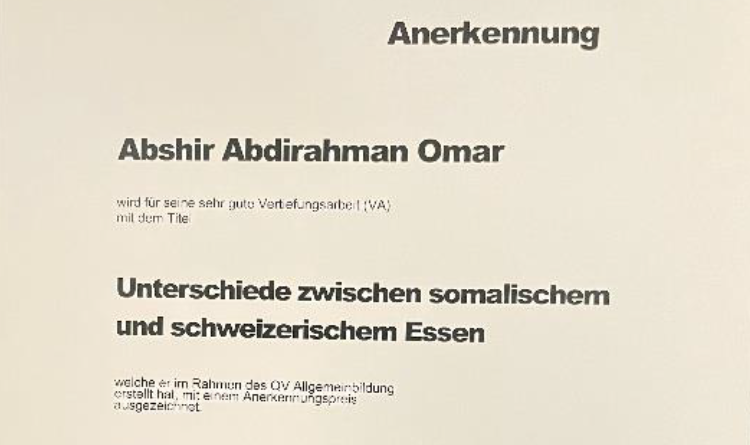 Anerkennung
Abshir Abdirahman Omar
wird für seine sehr gute Vertiefungsarbeit (VA)
mit dem Titel
Unterschiede zwischen somalischem
und schweizerischem Essen
welche er im Rahmen des QV Allgemeinbildung
erstellt hat, mit einem Anerkennungspreis
ausgezeichnet.